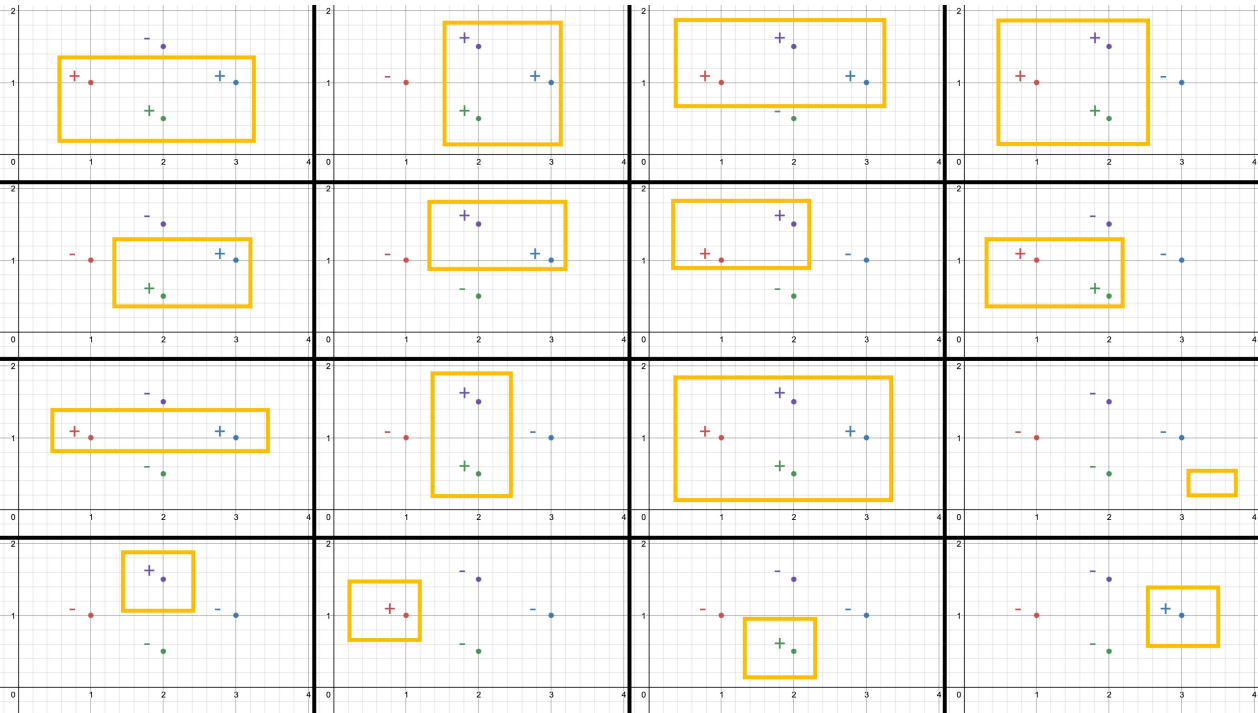 2 2 2 2
- + + +
1 + + 1 - + 1 + + 1 + -
+ + - +
0 1 2 3 4 0 1 2 3 4 0 1 2 3 4 0 1 2 3 4
2 2 2 2
- + + -
1 - + 1 - + 1 + - 1 + -
+ - - +
0 1 2 3 4 0 1 2 3 4 0 1 2 3 4 0 1 2 3 4
2 2 2 2
- + + -
1 + + 1 - - 1 + + 1 - -
- + + -
0 1 2 3 4 0 1 2 3 4 0 1 2 3 4 0 1 2 3 4
2 2 2 2
+ - - -
1 - - 1 + - 1 - - 1 - +
- - + -
0 1 2 3 4 0 1 2 3 4 0 1 2 3 4 0 1 2 3 4